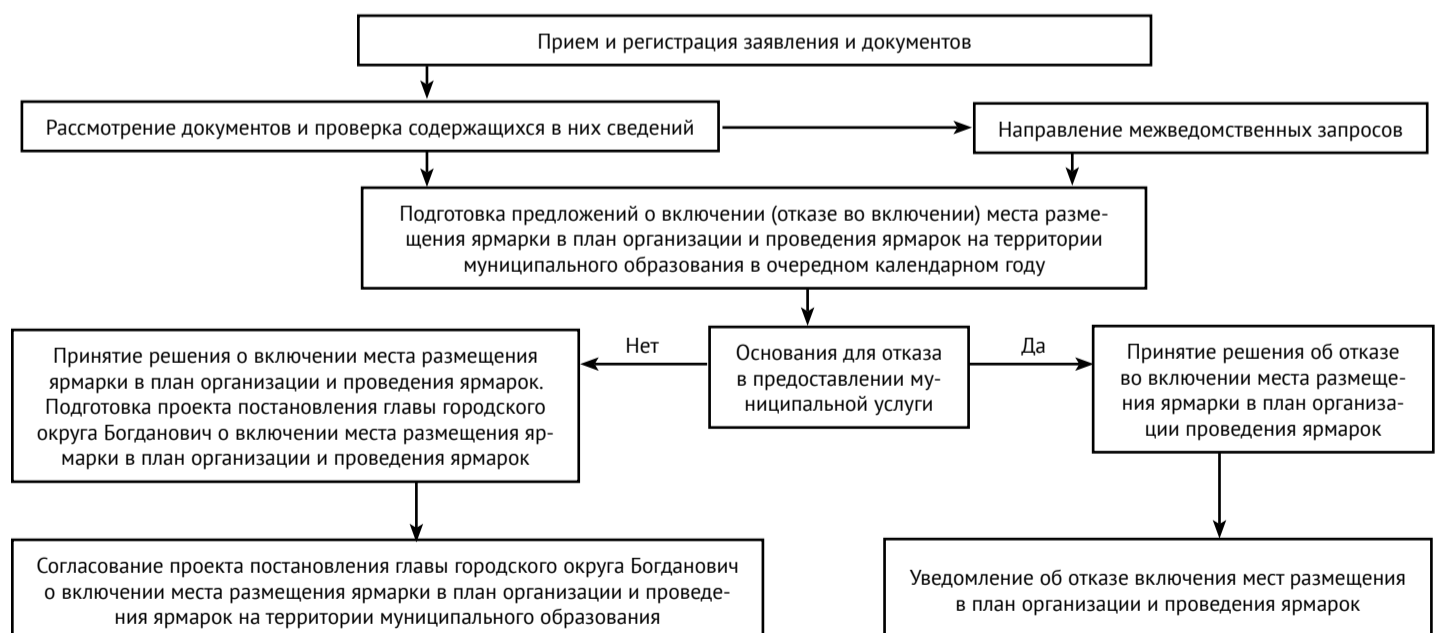 Прием и регистрация заявления и документов
Рассмотрение документов и проверка содержащихся в них сведений
Направление межведомственных запросов
Подготовка предложений о включении (отказе во включении) места разме-
щения ярмарки в план организации и проведения ярмарок на территории
муниципального образования в очередном календарном году
Нет
Основания для отказа
в предоставлении му-
ниципальной услуги
Да
Принятие решения о включении места размещения
ярмарки в план организации и проведения ярмарок.
Подготовка проекта постановления главы городского
округа Богданович о включении места размещения яр-
марки в план организации и проведения ярмарок
Принятие решения об отказе
во включении места размеще-
ния ярмарки в план организа-
ции проведения ярмарок
Согласование проекта постановления главы городского округа Богданович
о включении места размещения ярмарки в план организации и проведе-
ния ярмарок на территории муниципального образования
Уведомление об отказе включения мест размещения
в план организации и проведения ярмарок